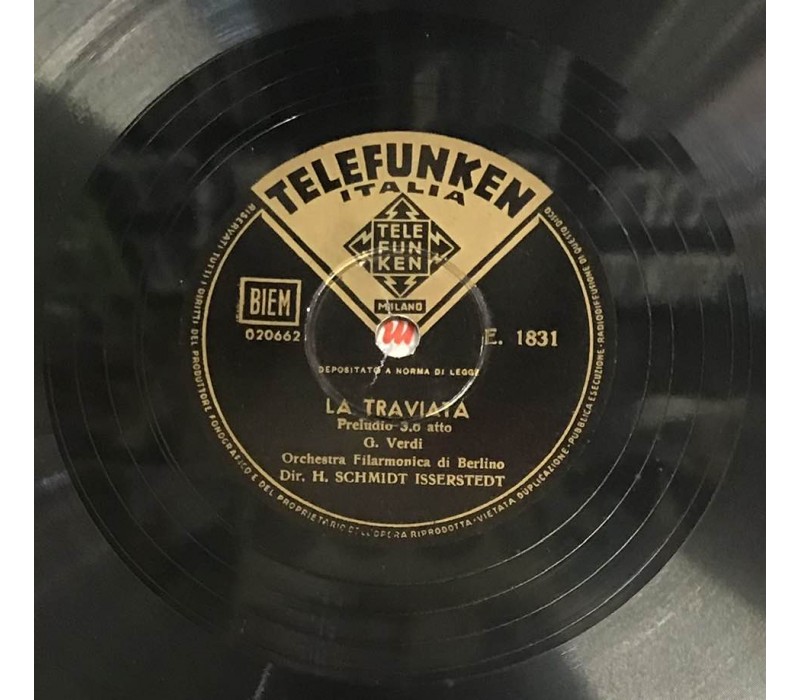 TELEFUNKEN
ITALIA
TELE
FUN
KEN
MILANO
BIEM
020662
E. 1831
DEPOSITATO A NORMA DI LEGGE
LA TRAVIATA
Preludio 3.o atto
G. Verdi
Orchestra Filarmonica di Berlino
Dir. H. SCHMIDT ISSERSTEDT
RISERVATI TUTTI I DIRITTI DEL PRODUTTORE FONOGRAFICO E DEL PROPRIETARIO DELL'OPERA RIPRODOTTA - VIETATA DUPLICAZIONE - PUBBLICA ESECUZIONE - RADIODIFFUSIONE DI QUESTO DISCO